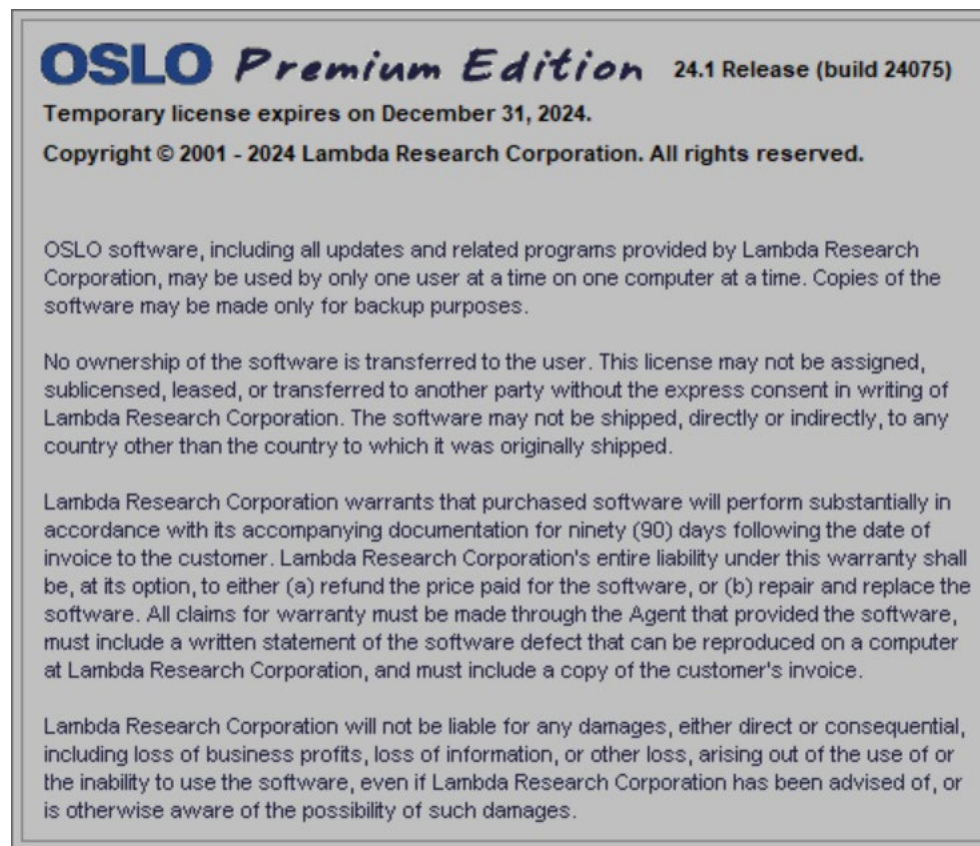 OSLO Premium Edition 24.1 Release (build 24075)
Temporary license expires on December 31, 2024.
Copyright © 2001 - 2024 Lambda Research Corporation. All rights reserved.
OSLO software, including all updates and related programs provided by Lambda Research
Corporation, may be used by only one user at a time on one computer at a time. Copies of the
software may be made only for backup purposes.
No ownership of the software is transferred to the user. This license may not be assigned,
sublicensed, leased, or transferred to another party without the express consent in writing of
Lambda Research Corporation. The software may not be shipped, directly or indirectly, to any
country other than the country to which it was originally shipped.
Lambda Research Corporation warrants that purchased software will perform substantially in
accordance with its accompanying documentation for ninety (90) days following the date of
invoice to the customer. Lambda Research Corporation's entire liability under this warranty shall
be, at its option, to either (a) refund the price paid for the software, or (b) repair and replace the
software. All claims for warranty must be made through the Agent that provided the software,
must include a written statement of the software defect that can be reproduced on a computer
at Lambda Research Corporation, and must include a copy of the customer's invoice.
Lambda Research Corporation will not be liable for any damages, either direct or consequential,
including loss of business profits, loss of information, or other loss, arising out of the use of or
the inability to use the software, even if Lambda Research Corporation has been advised of, or
is otherwise aware of the possibility of such damages.